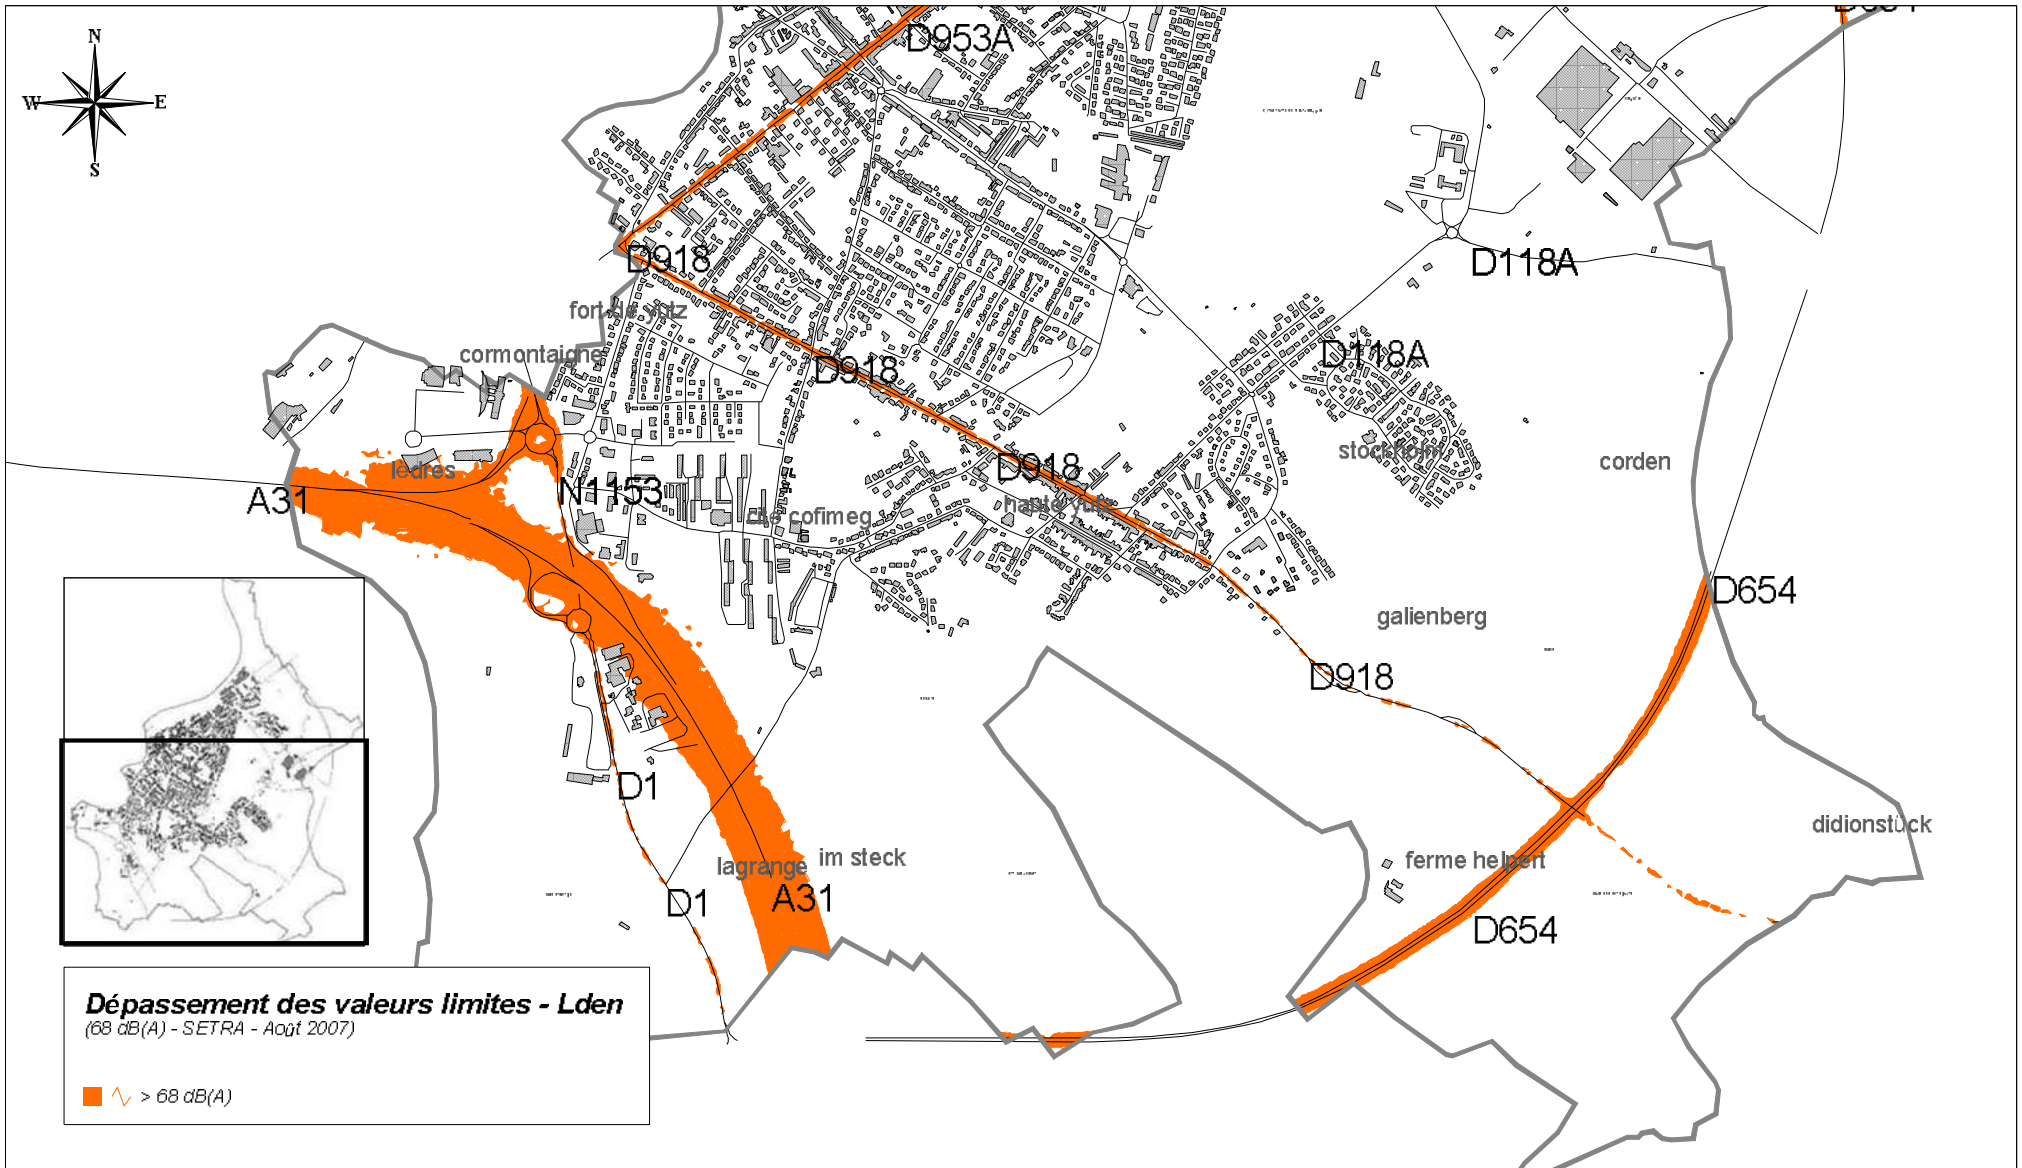 D953A
N
W
E
S
D918
D118A
fort de yutz
cormontaigne
D118A
D918
stockholm
corden
lëdres
D918
A31
N1153
haute yutz
cité cofimeg
D654
galienberg
D918
D1
didionstück
im steck
ferme helpert
lagrange
A31
D1
D654
Dépassement des valeurs limites - Lden
(68 dB(A) - SETRA - Août 2007)
> 68 dB(A)